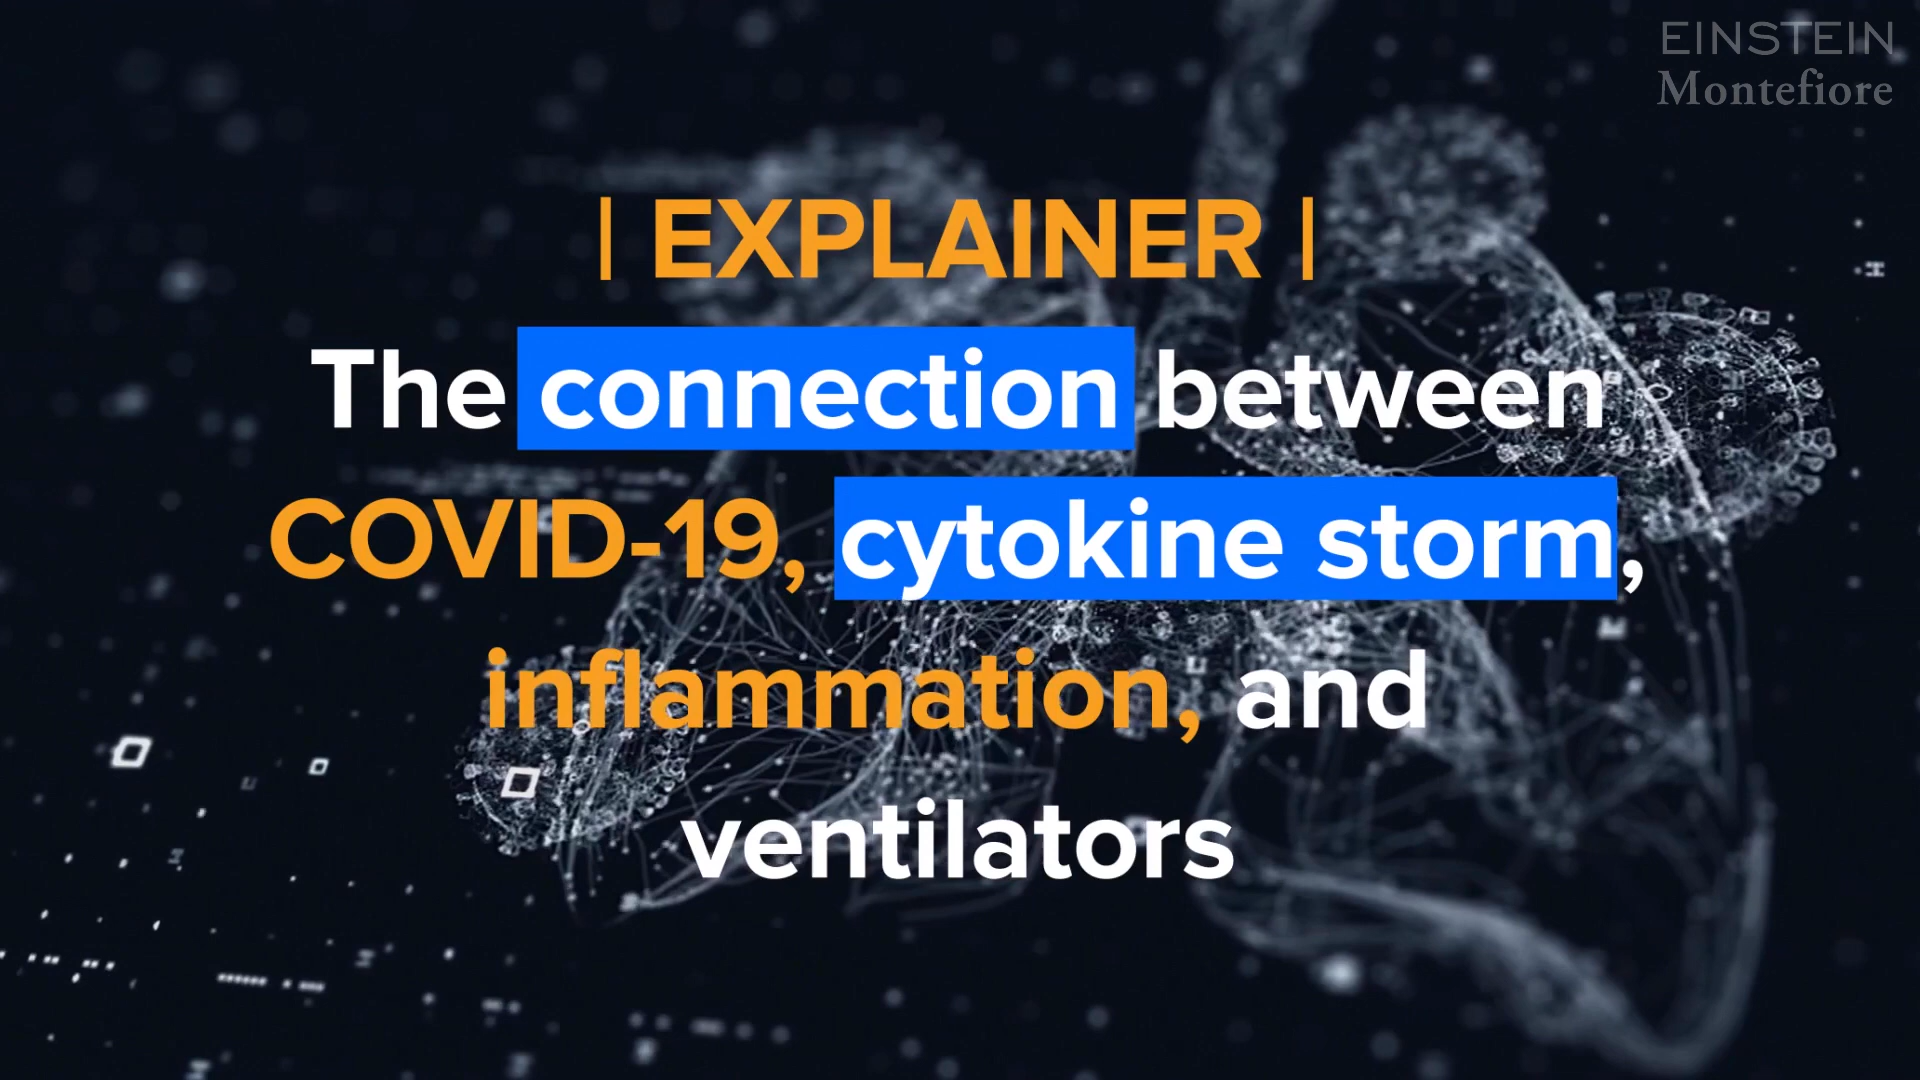 EINSTEIN
Montefiore
| EXPLAINER |
The connection between
COVID-19, cytokine storm,
inflammation, and
ventilators